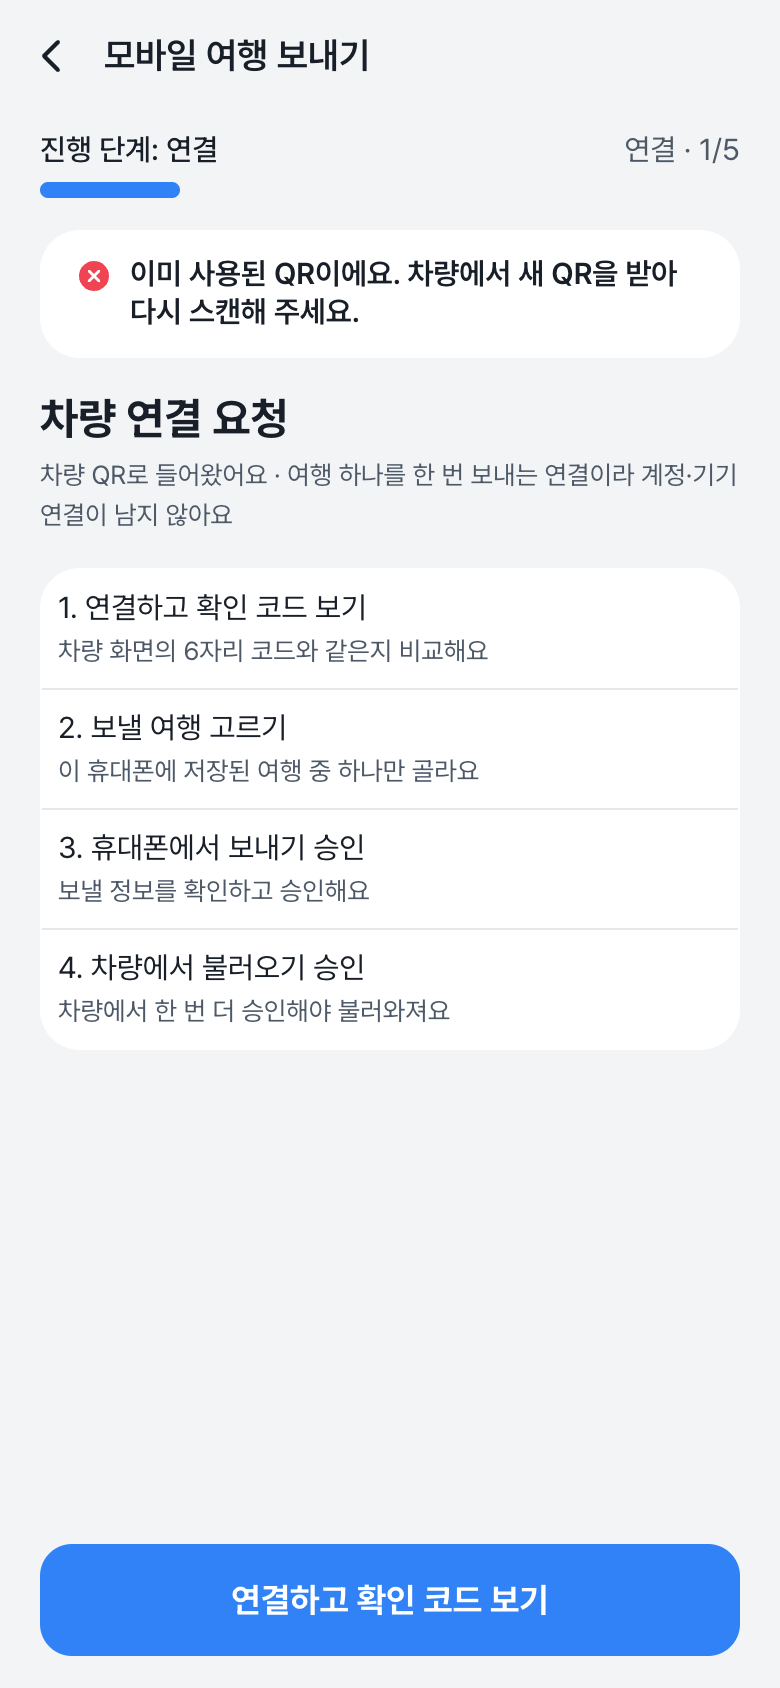 모바일 여행 보내기
진행 단계: 연결
연결 · 1/5
이미 사용된 QR이에요. 차량에서 새 QR을 받아
다시 스캔해 주세요.
차량 연결 요청
차량 QR로 들어왔어요 · 여행 하나를 한 번 보내는 연결이라 계정·기기
연결이 남지 않아요
1. 연결하고 확인 코드 보기
차량 화면의 6자리 코드와 같은지 비교해요
2. 보낼 여행 고르기
이 휴대폰에 저장된 여행 중 하나만 골라요
3. 휴대폰에서 보내기 승인
보낼 정보를 확인하고 승인해요
4. 차량에서 불러오기 승인
차량에서 한 번 더 승인해야 불러와져요
연결하고 확인 코드 보기